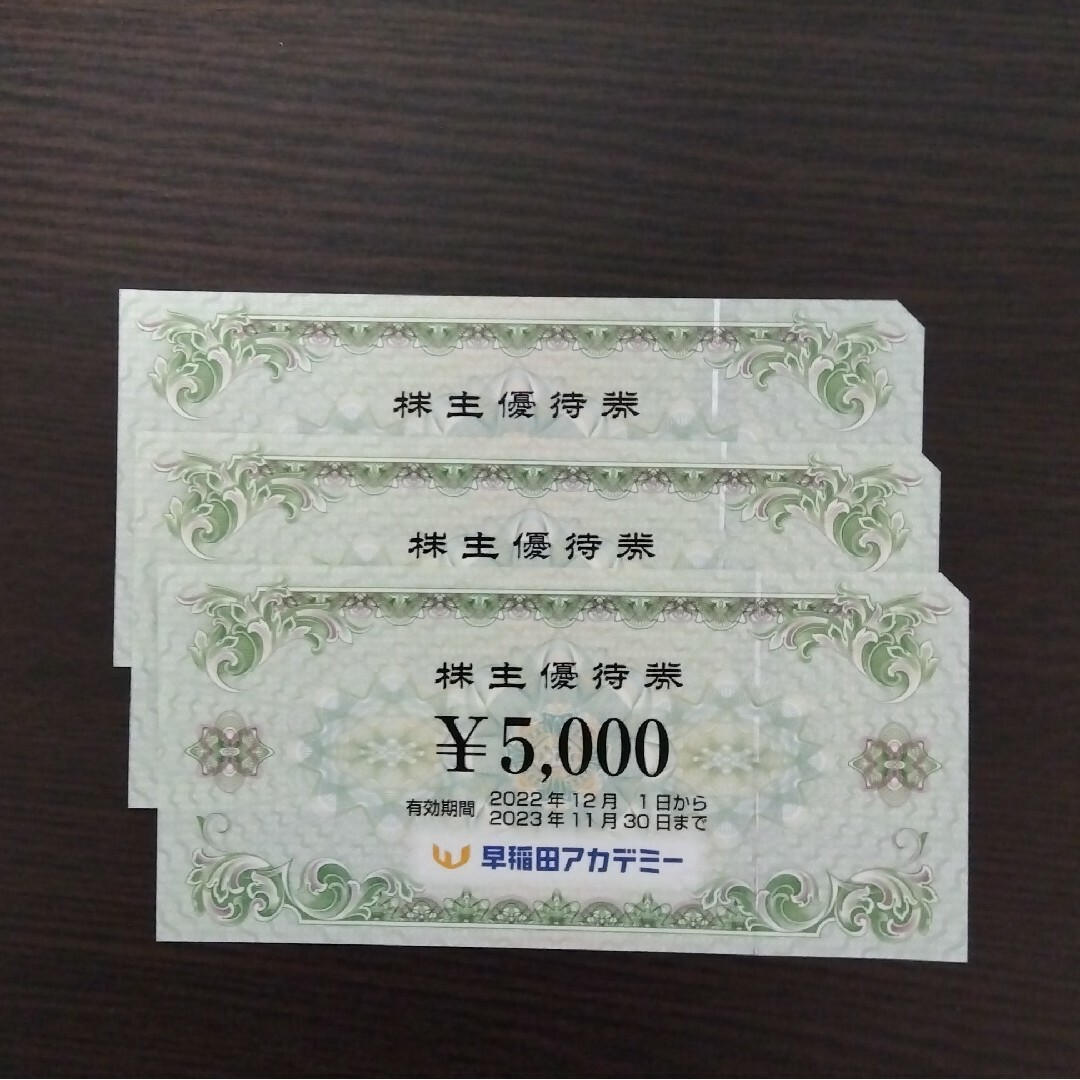 株主優待券
株主優待券
株主優待券
¥5,000
有効期間 2022年12月 1日から
2023年11月30日まで
早稲田アカデミー